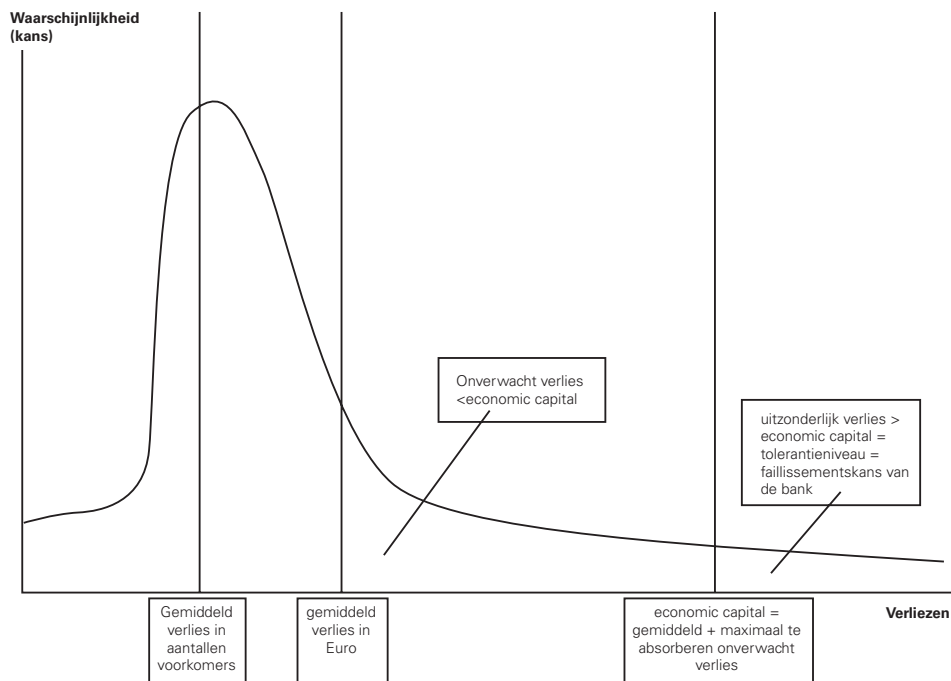 Waarschijnlijkheid
(kans)
Onverwacht verlies
<economic capital
uitzonderlijk verlies >
economic capital =
tolerantieniveau =
faillissementskans van
de bank
Gemiddeld
verlies in
aantallen
voorkomers
gemiddeld
verlies in
Euro
economic capital =
gemiddeld + maximaal te
absorberen onverwacht
verlies
Verliezen